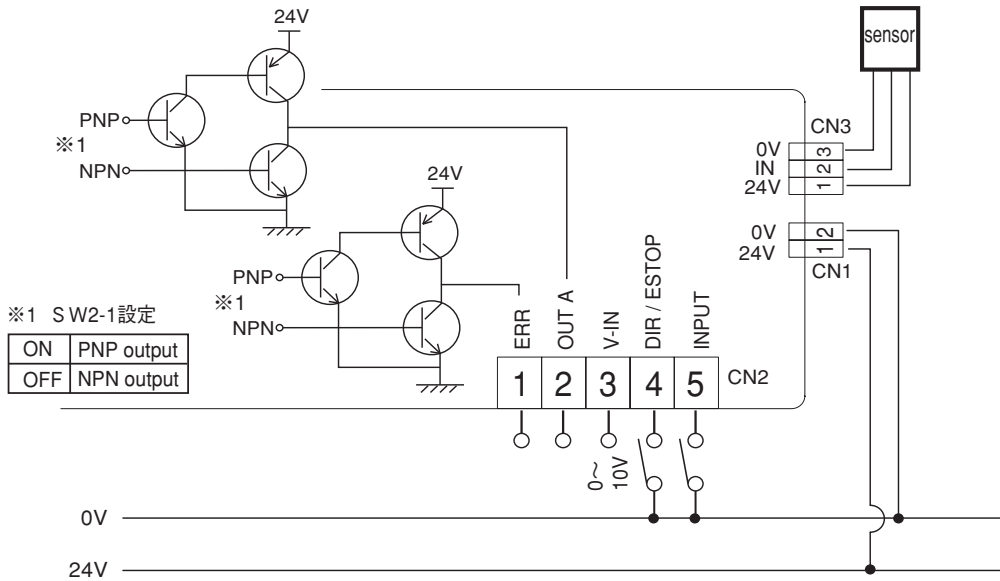 24V
sensor
PNP
※1
NPN
CN3
0V
3
IN
2
24V
1
24V
0V
2
24V
1
CN1
PNP
※1
NPN
※1 SW2-1設定
ON PNP output
OFF NPN output
ERR
OUT A
V-IN
DIR / ESTOP
INPUT
1 2 3 4 5
CN2
0～
10V
0V
24V